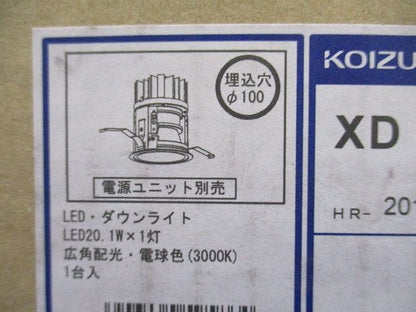 埋込穴
φ100
電源ユニット別売
LED・ダウンライト
LED20.1W×1灯
広角配光・電球色(3000K)
1台入
KOIZU
XD
HR- 201